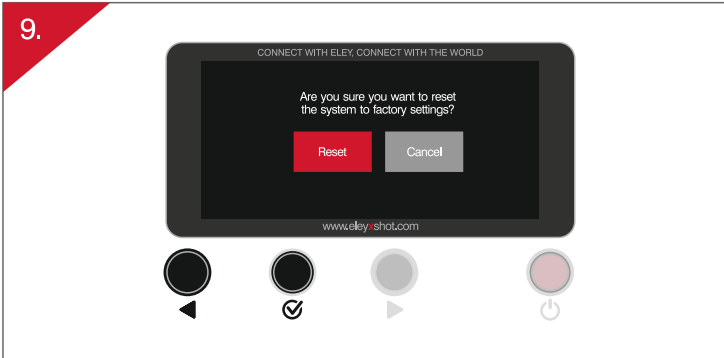 9.
CONNECT WITH ELEY, CONNECT WITH THE WORLD
Are you sure you want to reset
the system to factory settings?
Reset
Cancel
www.eleyxshot.com